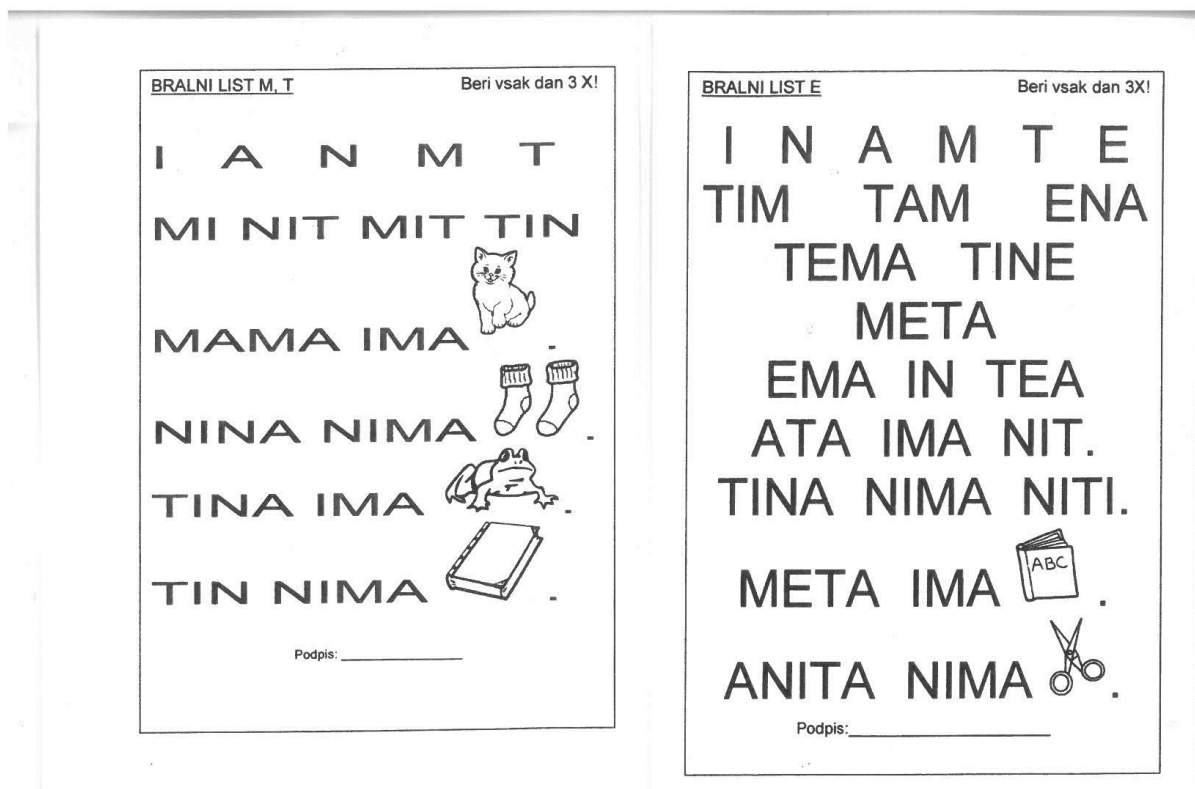 BRALNI LIST M, T Beri vsak dan 3 X!
I A N M T
MI NIT MIT TIN
MAMA IMA .
NINA NIMA .
TINA IMA .
TIN NIMA .
Podpis: ______________
BRALNI LIST E Beri vsak dan 3X!
I N A M T E
TIM TAM ENA
TEMA TINE
META
EMA IN TEA
ATA IMA NIT.
TINA NIMA NITI.
META IMA ABC .
ANITA NIMA .
Podpis:______________